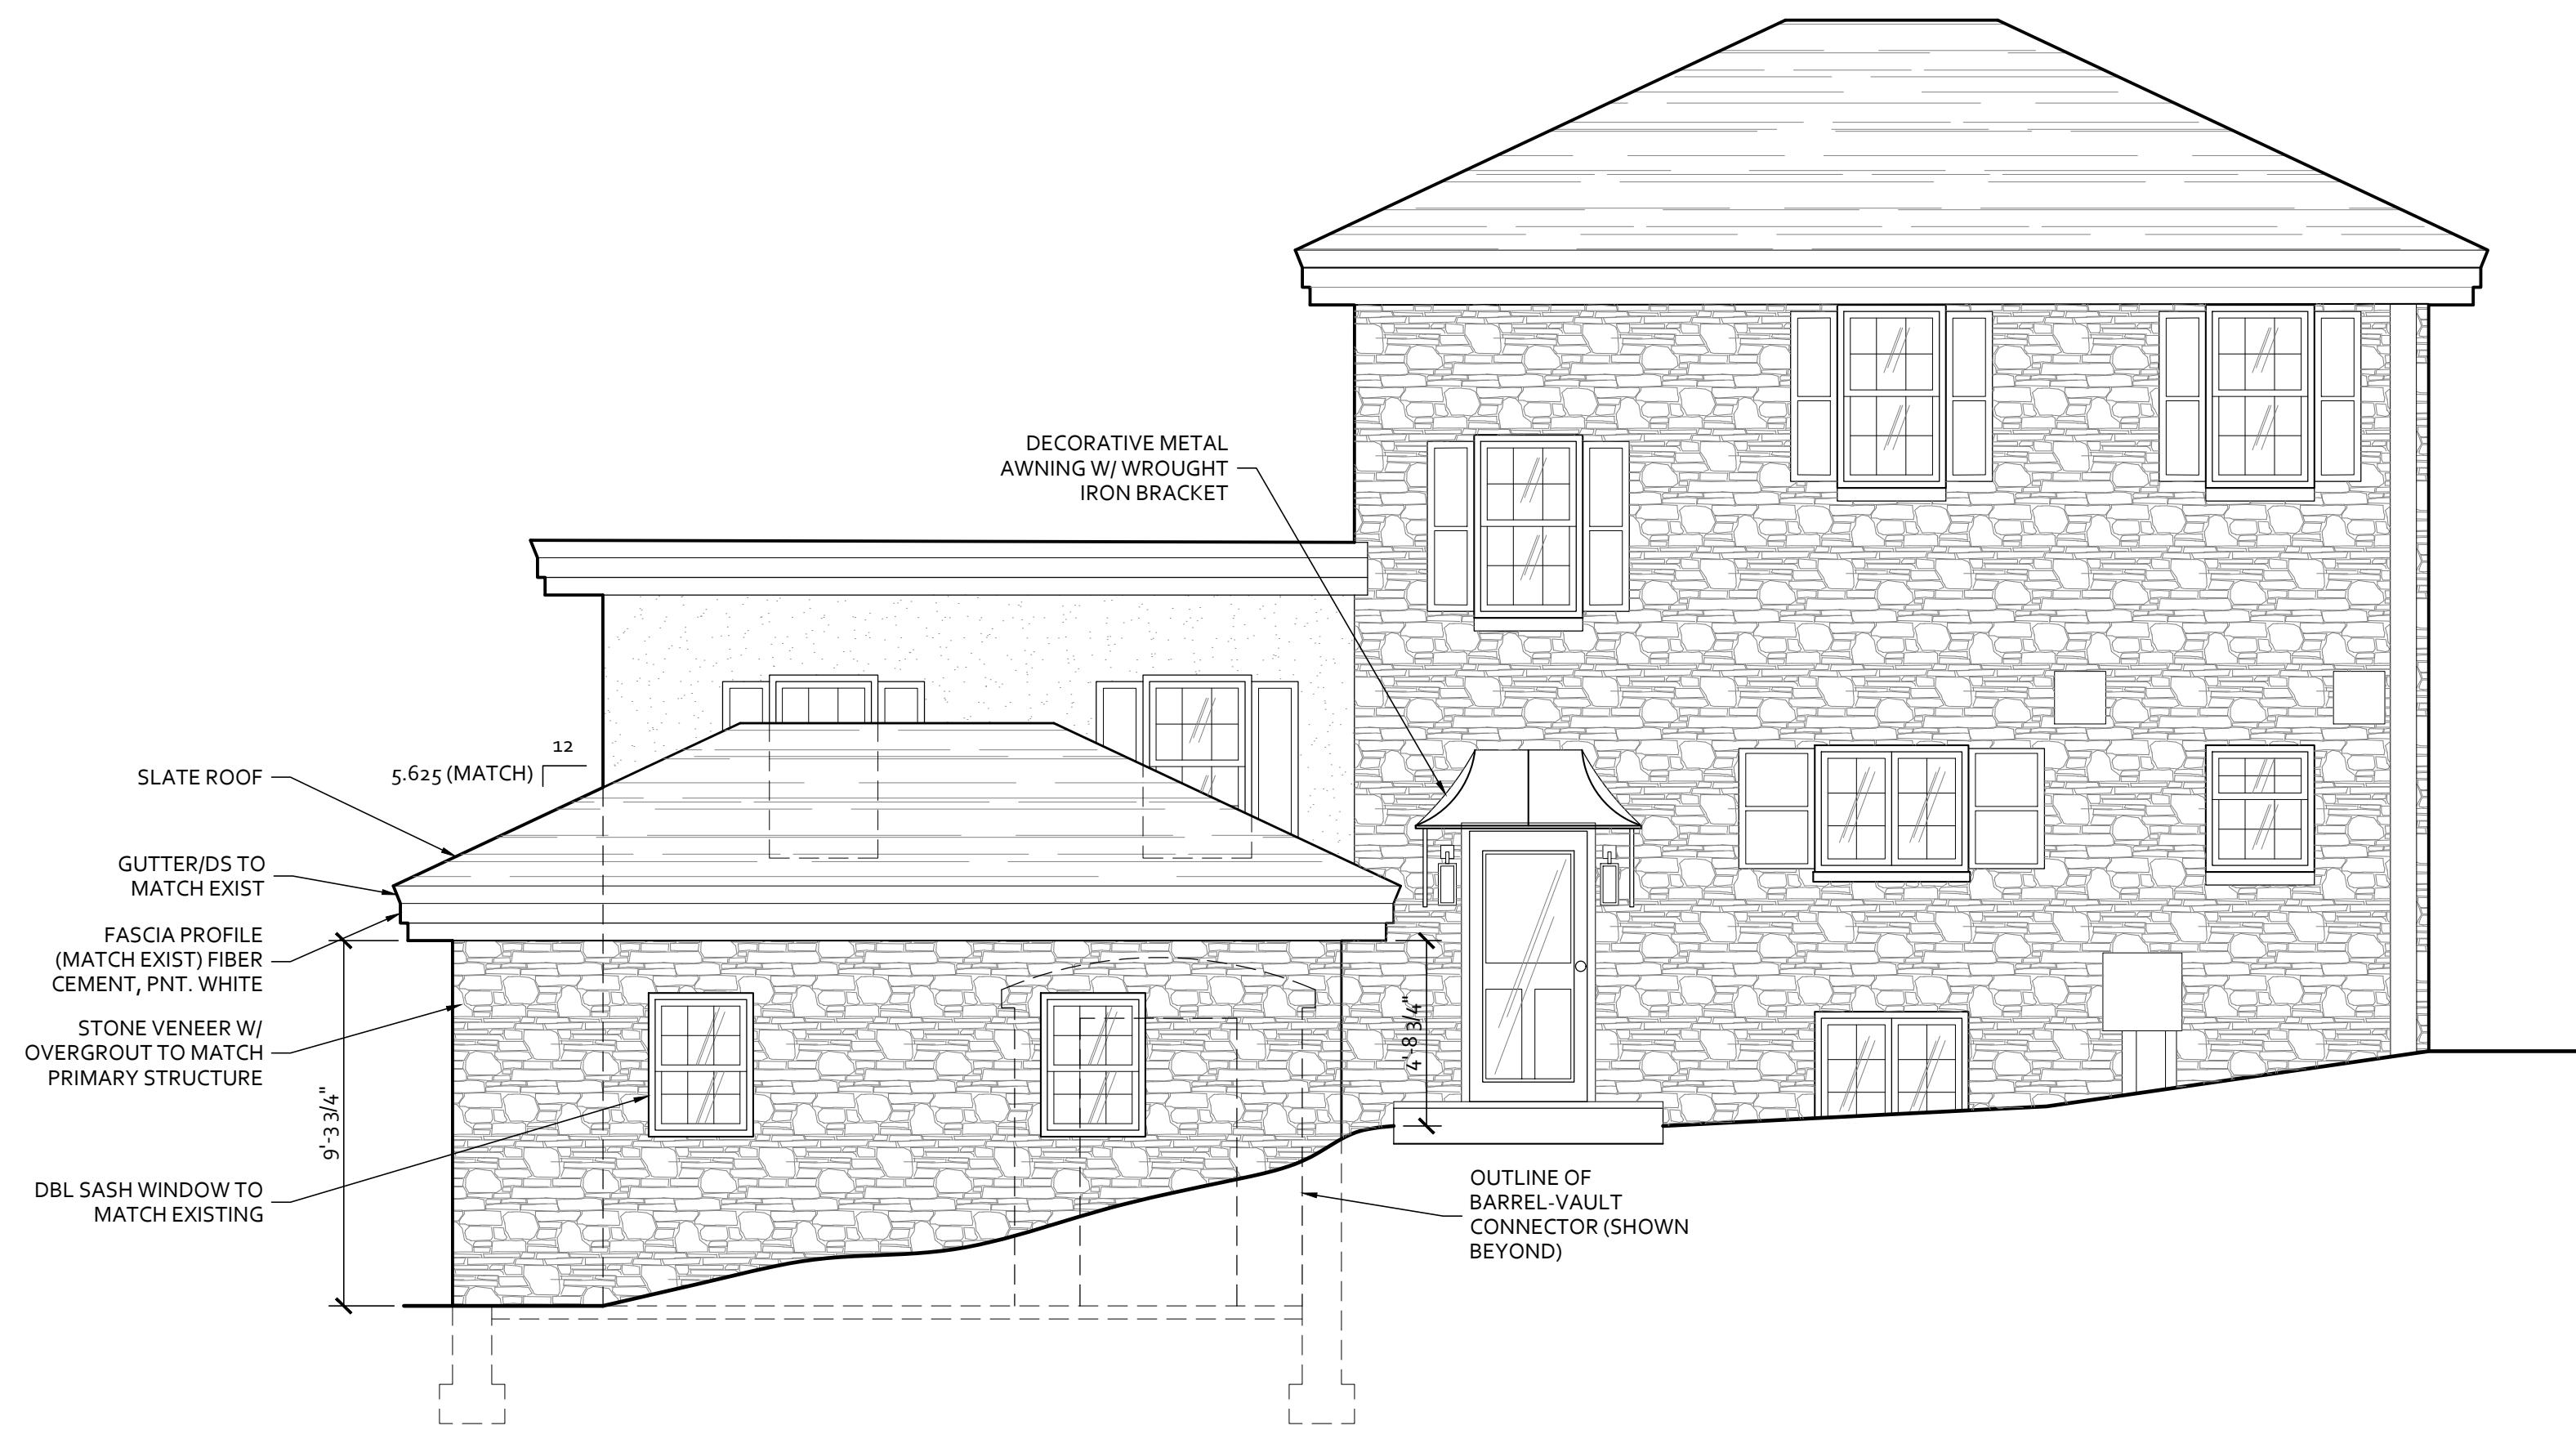 DECORATIVE METAL
AWNING W/ WROUGHT
IRON BRACKET
12
5.625 (MATCH)
SLATE ROOF
GUTTER/DS TO
MATCH EXIST
FASCIA PROFILE
(MATCH EXIST) FIBER
CEMENT, PNT. WHITE
STONE VENEER W/
OVERGROUT TO MATCH
PRIMARY STRUCTURE
9'-3 3/4"
4'-8 3/4"
DBL SASH WINDOW TO
MATCH EXISTING
OUTLINE OF
BARREL-VAULT
CONNECTOR (SHOWN
BEYOND)